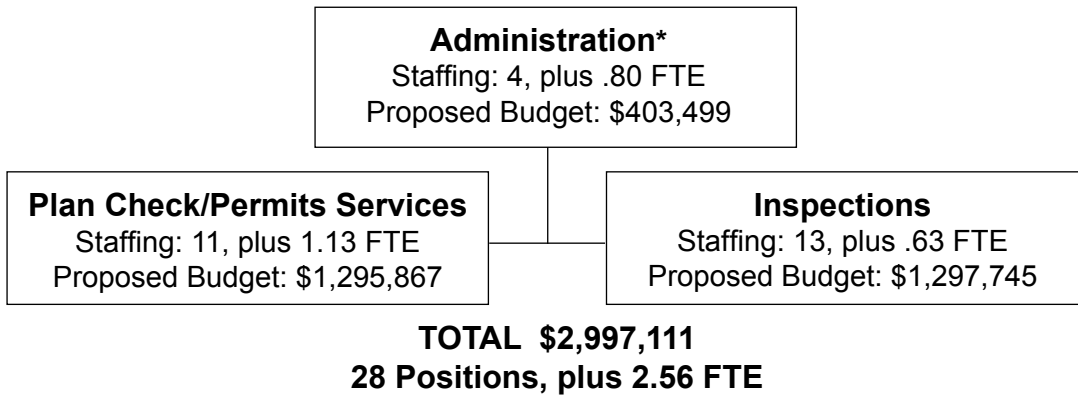 Administration*
Staffing: 4, plus .80 FTE
Proposed Budget: $403,499
Plan Check/Permits Services
Staffing: 11, plus 1.13 FTE
Proposed Budget: $1,295,867
Inspections
Staffing: 13, plus .63 FTE
Proposed Budget: $1,297,745
TOTAL  $2,997,111
28 Positions, plus 2.56 FTE